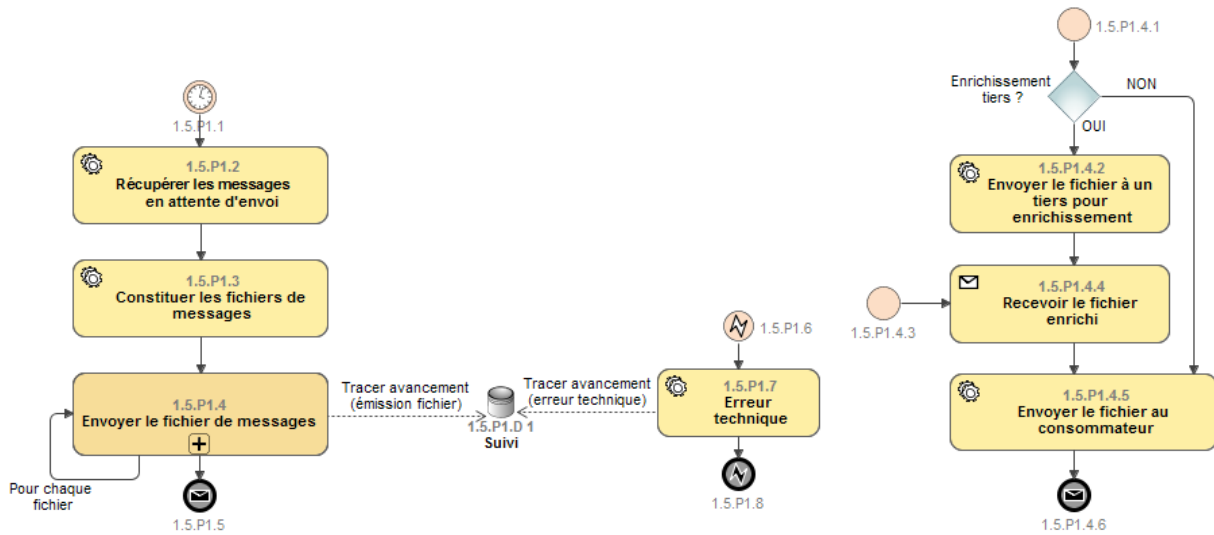 1.5.P1.1
1.5.P1.2
Récupérer les messages
en attente d'envoi
1.5.P1.3
Constituer les fichiers de
messages
1.5.P1.4
Envoyer le fichier de messages
Pour chaque
fichier
1.5.P1.5
Tracer avancement
(émission fichier)
1.5.P1.D 1
Suivi
Tracer avancement
(erreur technique)
1.5.P1.6
1.5.P1.7
Erreur
technique
1.5.P1.8
1.5.P1.4.1
Enrichissement
tiers ?
NON
OUI
1.5.P1.4.2
Envoyer le fichier à un
tiers pour
enrichissement
1.5.P1.4.3
1.5.P1.4.4
Recevoir le fichier
enrichi
1.5.P1.4.5
Envoyer le fichier au
consommateur
1.5.P1.4.6